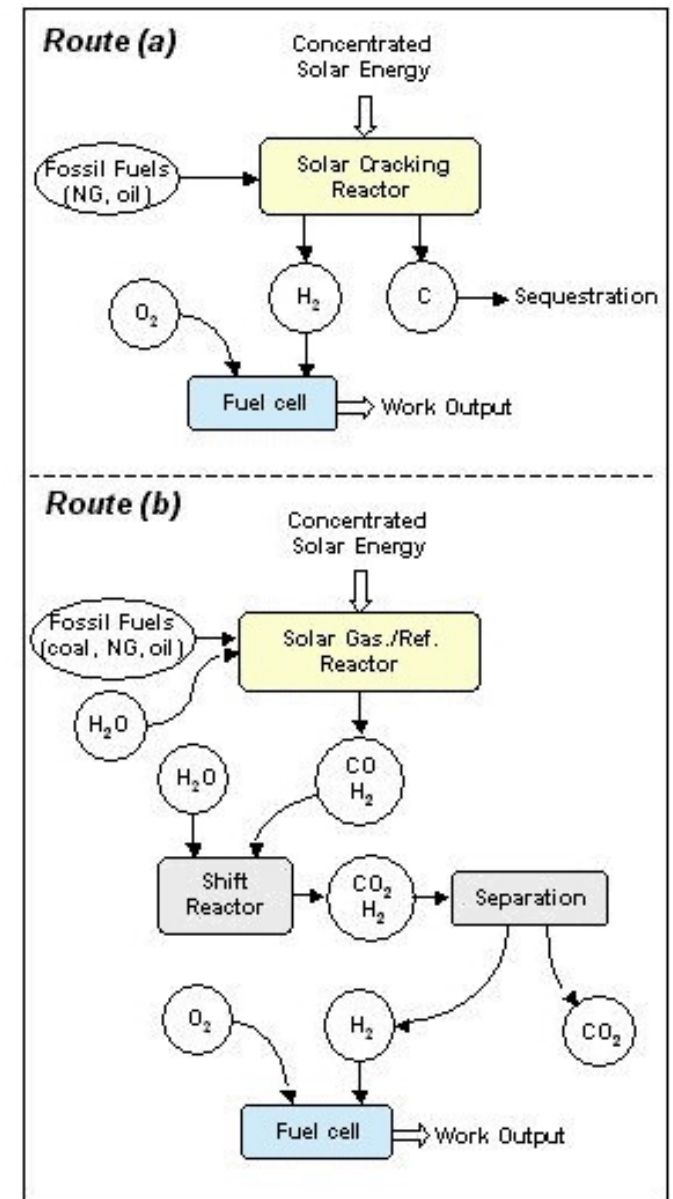 Route (a)
Concentrated
Solar Energy
Fossil Fuels
(NG, oil)
Solar Cracking
Reactor
O₂
H₂
C
Sequestration
Fuel cell
Work Output
Route (b)
Concentrated
Solar Energy
Fossil Fuels
(coal, NG, oil)
Solar Gas./Ref.
Reactor
H₂O
H₂O
CO
H₂
Shift
Reactor
CO₂
H₂
Separation
O₂
H₂
CO₂
Fuel cell
Work Output